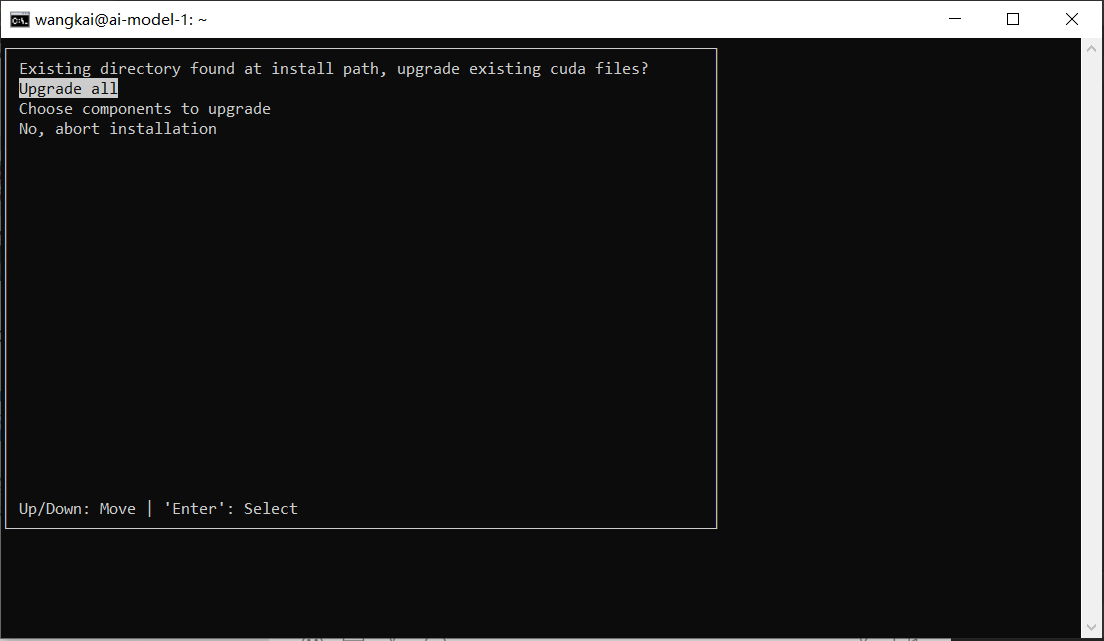 wangkai@ai-model-1: ~
Existing directory found at install path, upgrade existing cuda files?
Upgrade all
Choose components to upgrade
No, abort installation
Up/Down: Move | 'Enter': Select